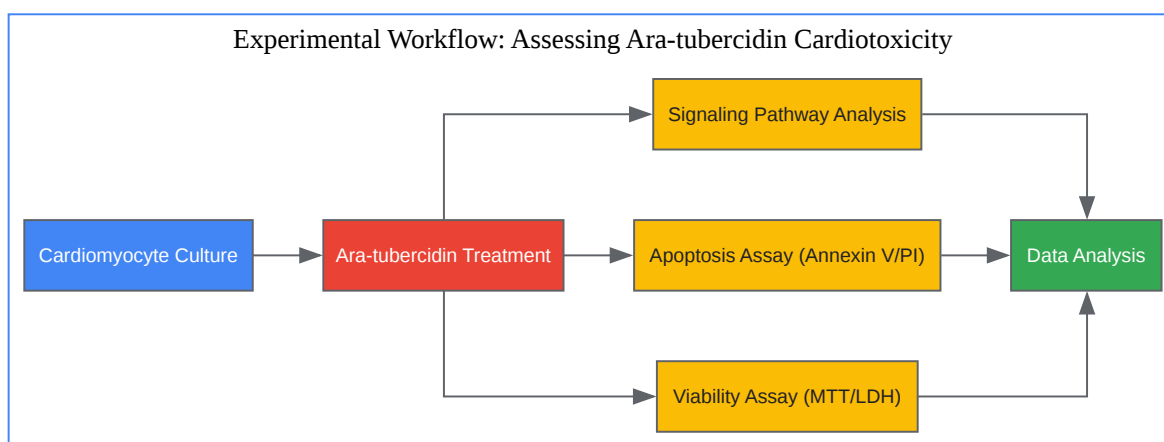 Experimental Workflow: Assessing Ara-tubercidin Cardiotoxicity
Signaling Pathway Analysis
Cardiomyocyte Culture
Ara-tubercidin Treatment
Apoptosis Assay (Annexin V/PI)
Data Analysis
Viability Assay (MTT/LDH)